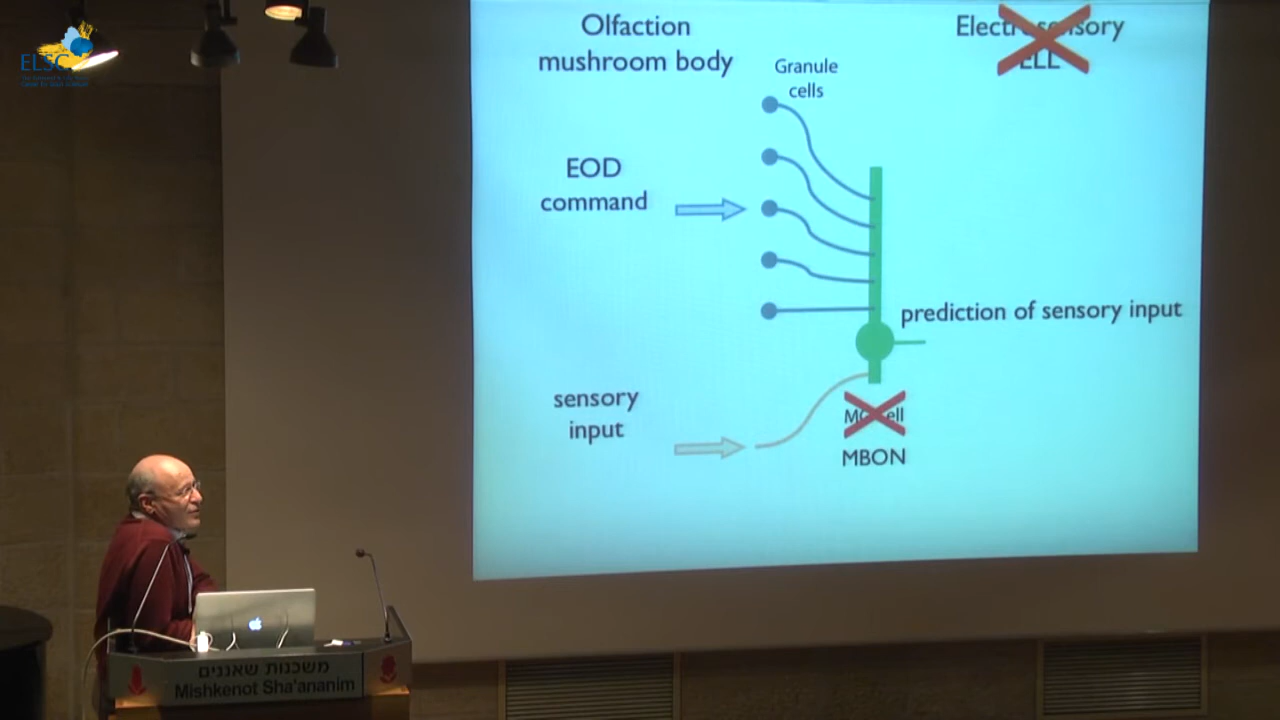 ELSC
Olfaction
mushroom body
Granule
cells
EOD
command
prediction of sensory input
sensory
input
MBON
משכנות שאננים
Mishkenot Sha'ananim